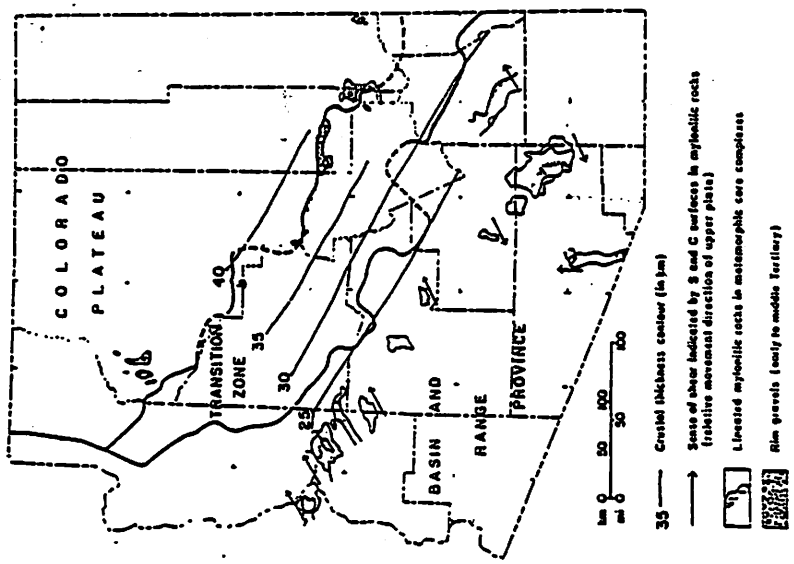 COLORADO
PLATEAU
TRANSITION
ZONE
40
35
30
25
BASIN AND
RANGE
PROVINCE
km 0 50 100
mi 0 50 100
35 Crustal thickness contour (in km)
Sense of shear indicated by S and C surfaces in mylonitic rocks
(relative movement direction of upper plate)
Lineated mylonitic rocks in metamorphic core complexes
Rim gravels (early to middle Tertiary)